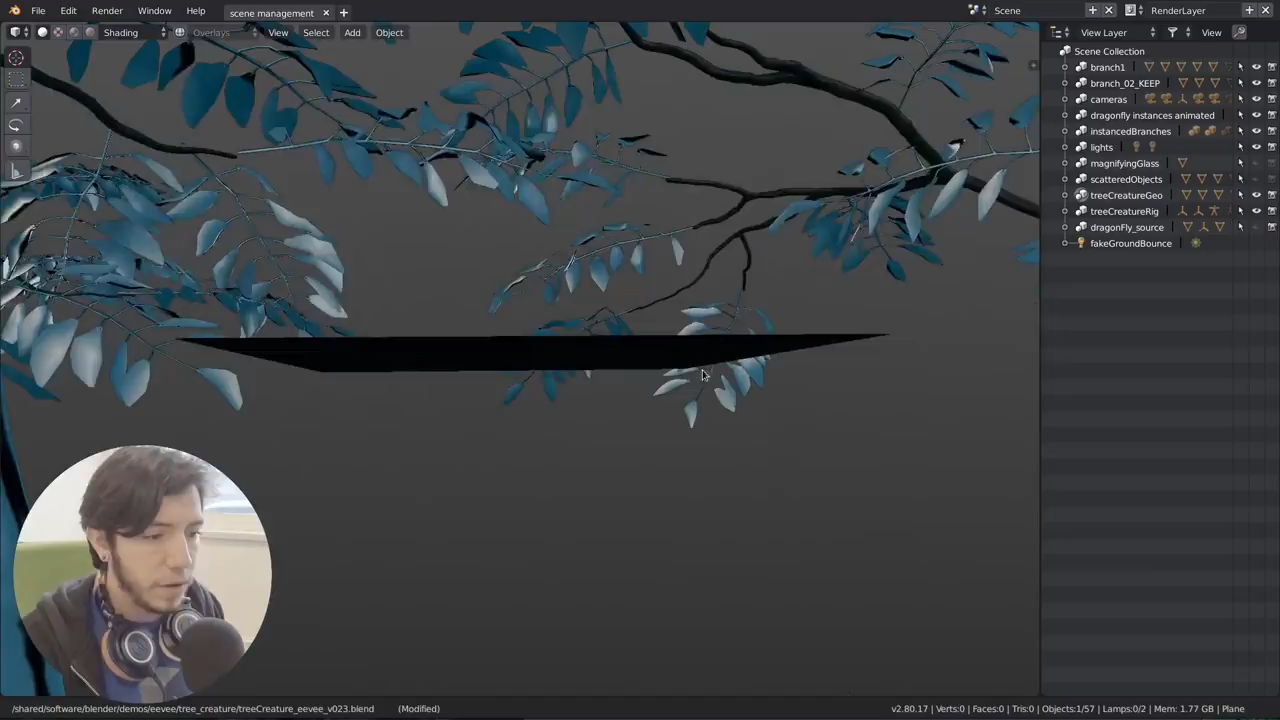 File Edit Render Window Help scene management Scene RenderLayer
Shading Overlays View Select Add Object View Layer View
Scene Collection
branch1
branch_02_KEEP
cameras
dragonfly instances animated
instancedBranches
lights
magnifyingGlass
scatteredObjects
treeCreatureGeo
treeCreatureRig
dragonFly_source
fakeGroundBounce
/shared/software/blender/demos/eevee/tree_creature/treeCreature_eevee_v023.blend (Modified) v2.80.17 | Verts:0 | Faces:0 | Tris:0 | Objects:1/57 | Lamps:0/2 | Mem: 1.77 GB | Plane